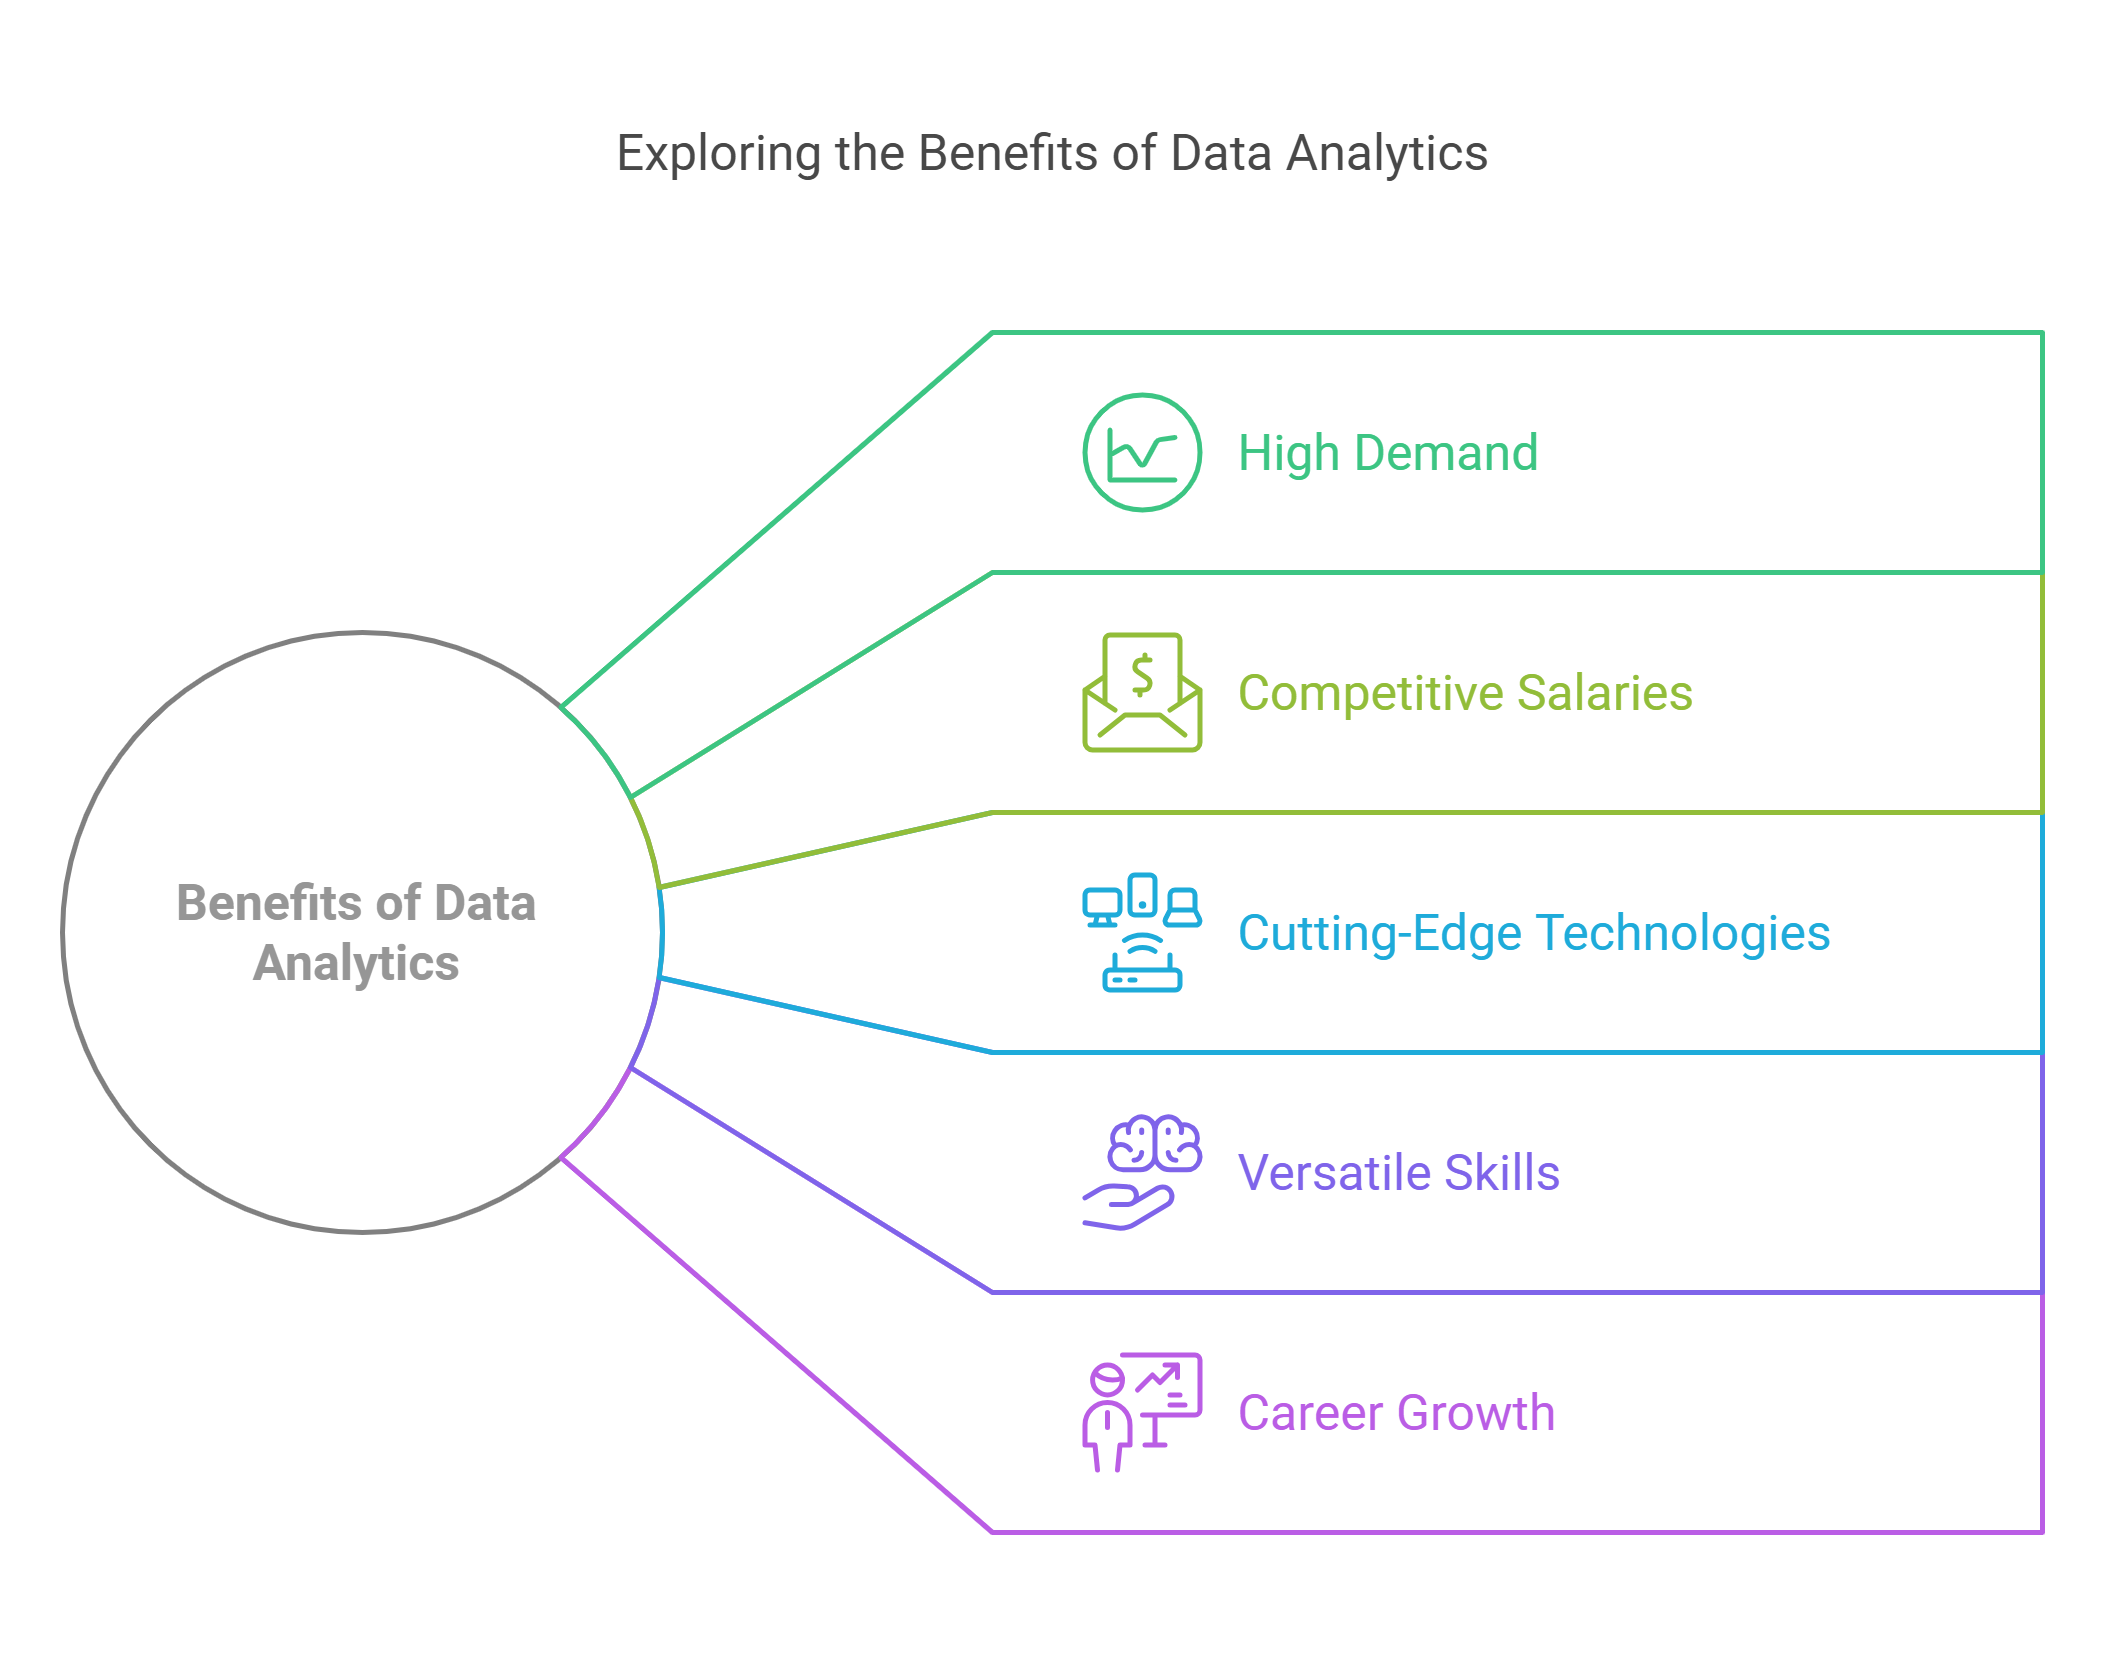 Exploring the Benefits of Data Analytics
High Demand
Competitive Salaries
Benefits of Data
Analytics
Cutting-Edge Technologies
Versatile Skills
Career Growth